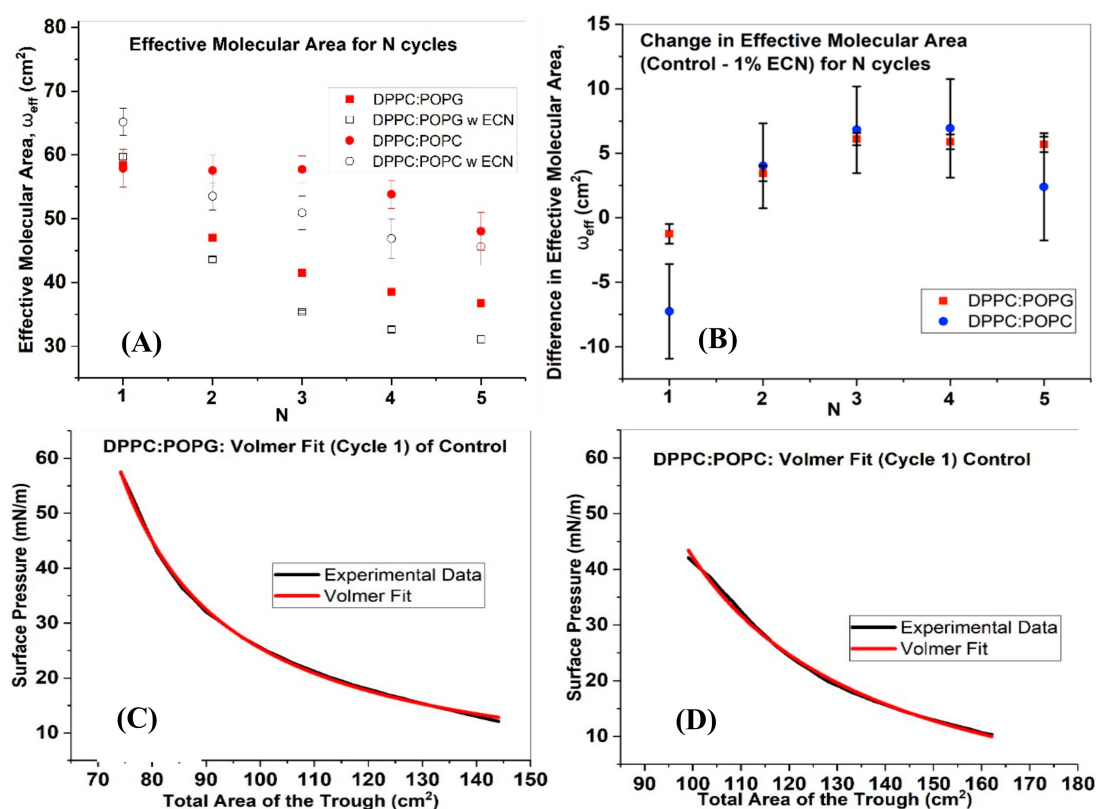 Effective Molecular Area for N cycles
DPPC:POPG
DPPC:POPG w ECN
DPPC:POPC
DPPC:POPC w ECN
Effective Molecular Area, ω_eff (cm²)
80
70
60
50
40
30
(A)
1
2
3
4
5
N
Change in Effective Molecular Area
(Control - 1% ECN) for N cycles
Difference in Effective Molecular Area,
ω_eff (cm²)
15
10
5
0
-5
-10
DPPC:POPG
DPPC:POPC
(B)
1
2
3
4
5
N
DPPC:POPG: Volmer Fit (Cycle 1) of Control
Surface Pressure (mN/m)
60
50
40
30
20
10
Experimental Data
Volmer Fit
(C)
70 80 90 100 110 120 130 140 150
Total Area of the Trough (cm²)
DPPC:POPC: Volmer Fit (Cycle 1) Control
Surface Pressure (mN/m)
60
50
40
30
20
10
Experimental Data
Volmer Fit
(D)
90 100 110 120 130 140 150 160 170 180
Total Area of the Trough (cm²)